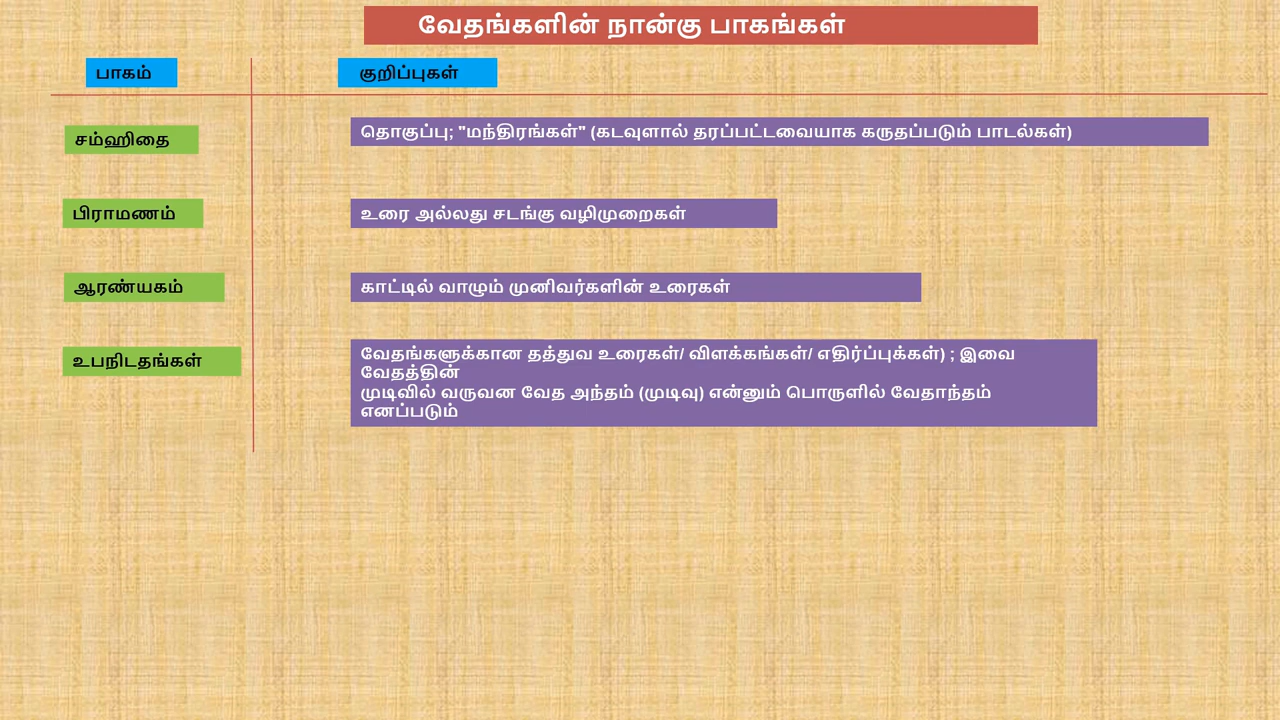 வேதங்களின் நான்கு பாகங்கள்
பாகம்
குறிப்புகள்
சம்ஹிதை
தொகுப்பு; "மந்திரங்கள்" (கடவுளால் தரப்பட்டவையாக கருதப்படும் பாடல்கள்)
பிராமணம்
உரை அல்லது சடங்கு வழிமுறைகள்
ஆரண்யகம்
காட்டில் வாழும் முனிவர்களின் உரைகள்
உபநிடதங்கள்
வேதங்களுக்கான தத்துவ உரைகள்/ விளக்கங்கள்/ எதிர்ப்புக்கள்) ; இவை
வேதத்தின்
முடிவில் வருவன வேத அந்தம் (முடிவு) என்னும் பொருளில் வேதாந்தம்
எனப்படும்